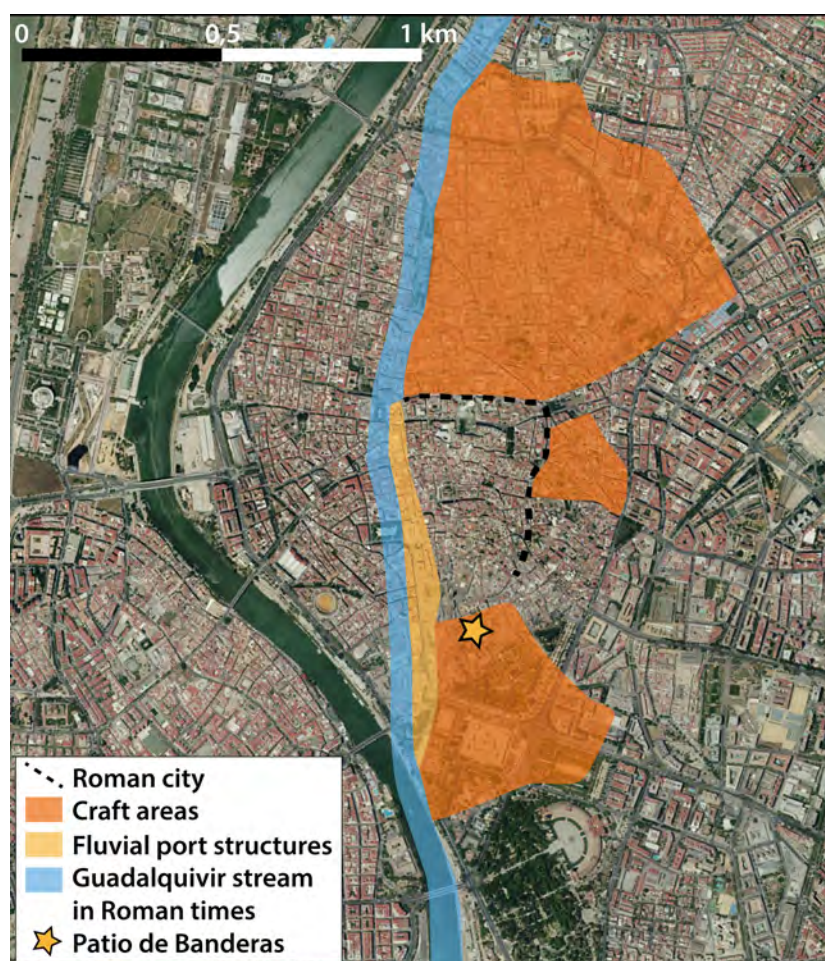 0 0,5 1 km
Roman city
Craft areas
Fluvial port structures
Guadalquivir stream
in Roman times
Patio de Banderas